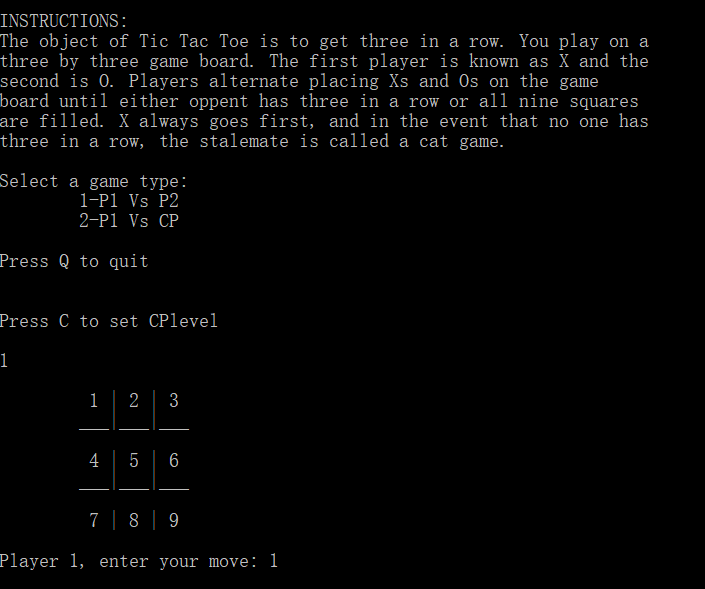 INSTRUCTIONS:
The object of Tic Tac Toe is to get three in a row. You play on a
three by three game board. The first player is known as X and the
second is O. Players alternate placing Xs and Os on the game
board until either oppent has three in a row or all nine squares
are filled. X always goes first, and in the event that no one has
three in a row, the stalemate is called a cat game.
Select a game type:
1-P1 Vs P2
2-P1 Vs CP
Press Q to quit
Press C to set CPlevel
1
1 | 2 | 3
___|___|___
4 | 5 | 6
___|___|___
7 | 8 | 9
Player 1, enter your move: 1